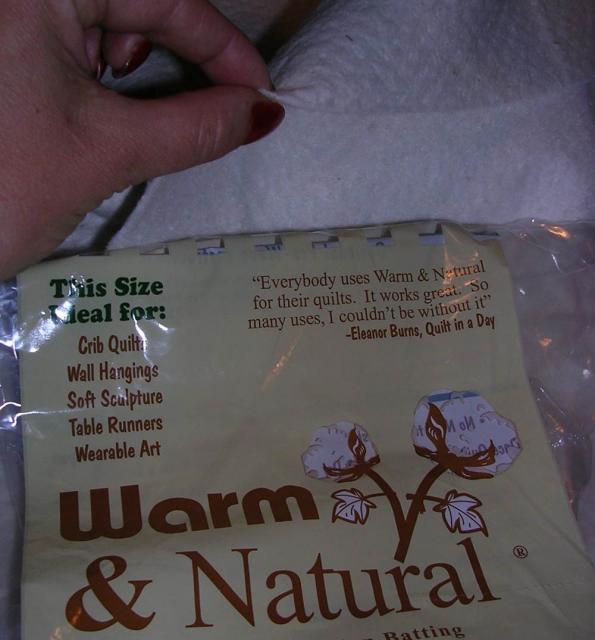 This Size
Ideal for:
Crib Quilts
Wall Hangings
Soft Sculpture
Table Runners
Wearable Art
"Everybody uses Warm & Natural
for their quilts. It works great. So
many uses, I couldn't be without it"
-Eleanor Burns, Quilt in a Day
Warm
& Natural®
Batting